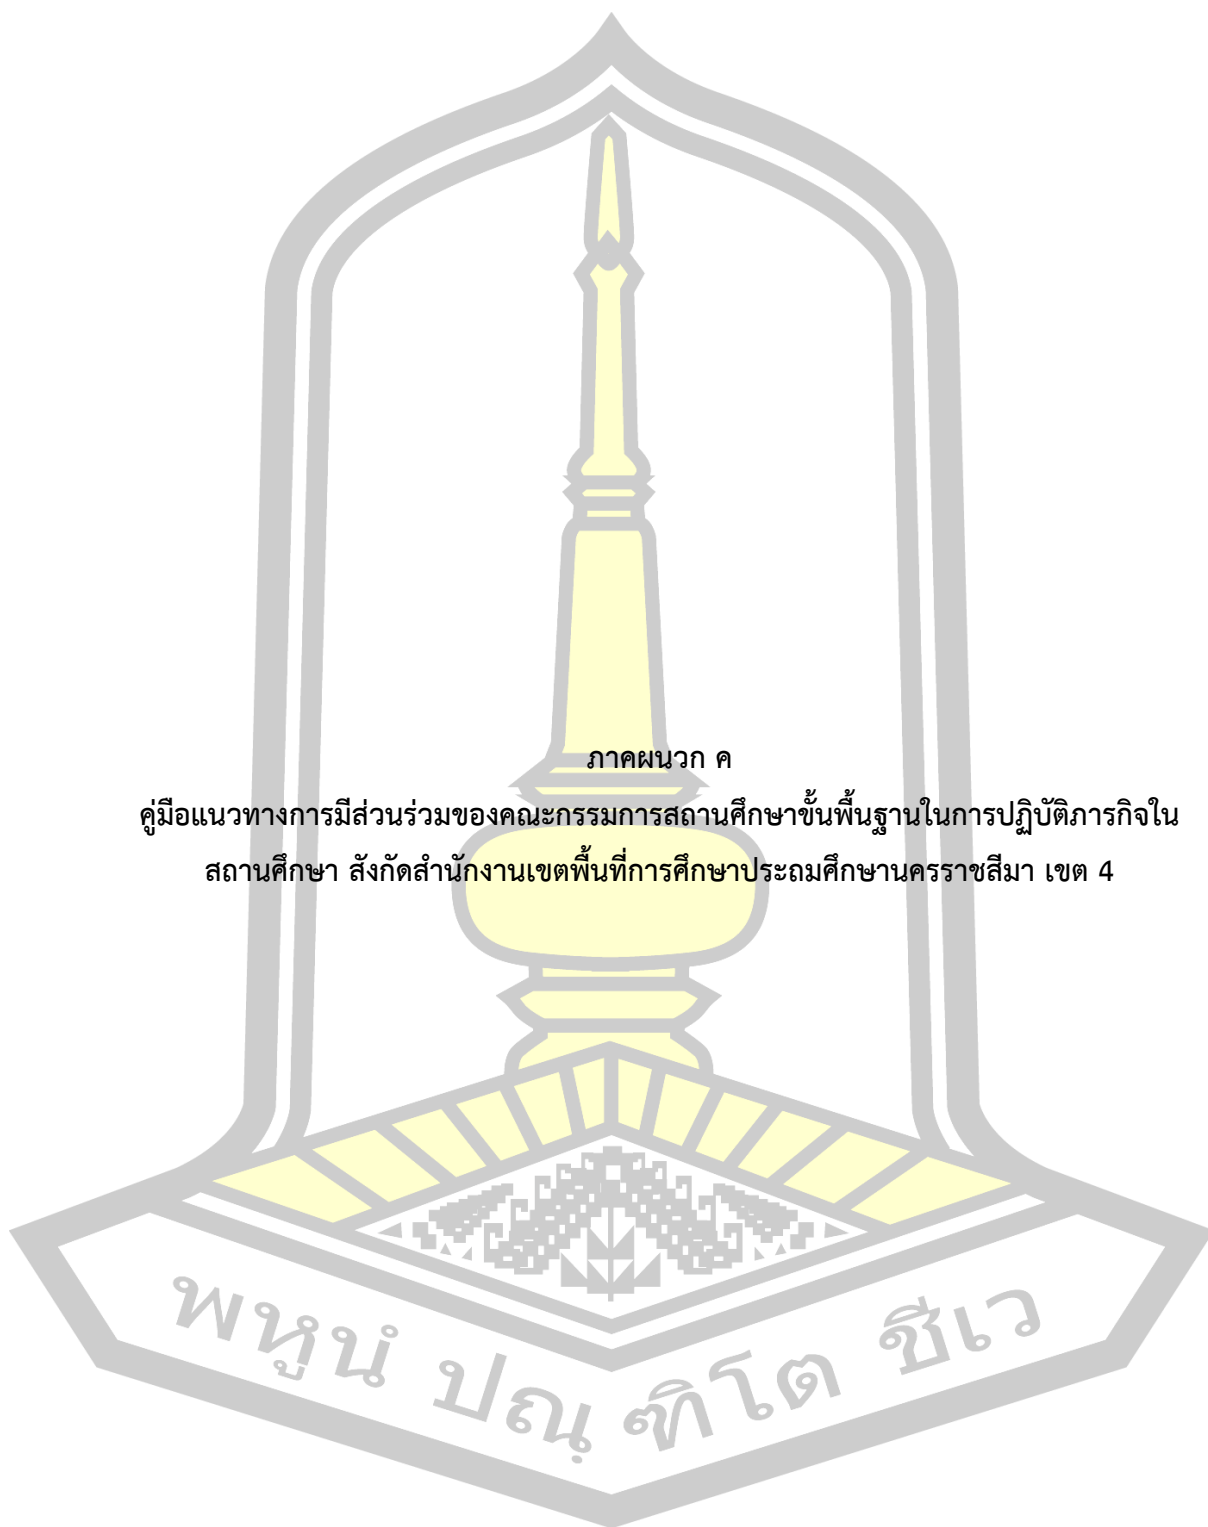 ภาคผนวก ค
คู่มือแนวทางการมีส่วนร่วมของคณะกรรมการสถานศึกษาขั้นพื้นฐานในการปฏิบัติภารกิจใน
สถานศึกษา สังกัดสำนักงานเขตพื้นที่การศึกษาประถมศึกษานครราชสีมา เขต 4
พหูนํ ปณฺฑิโต ชีเว